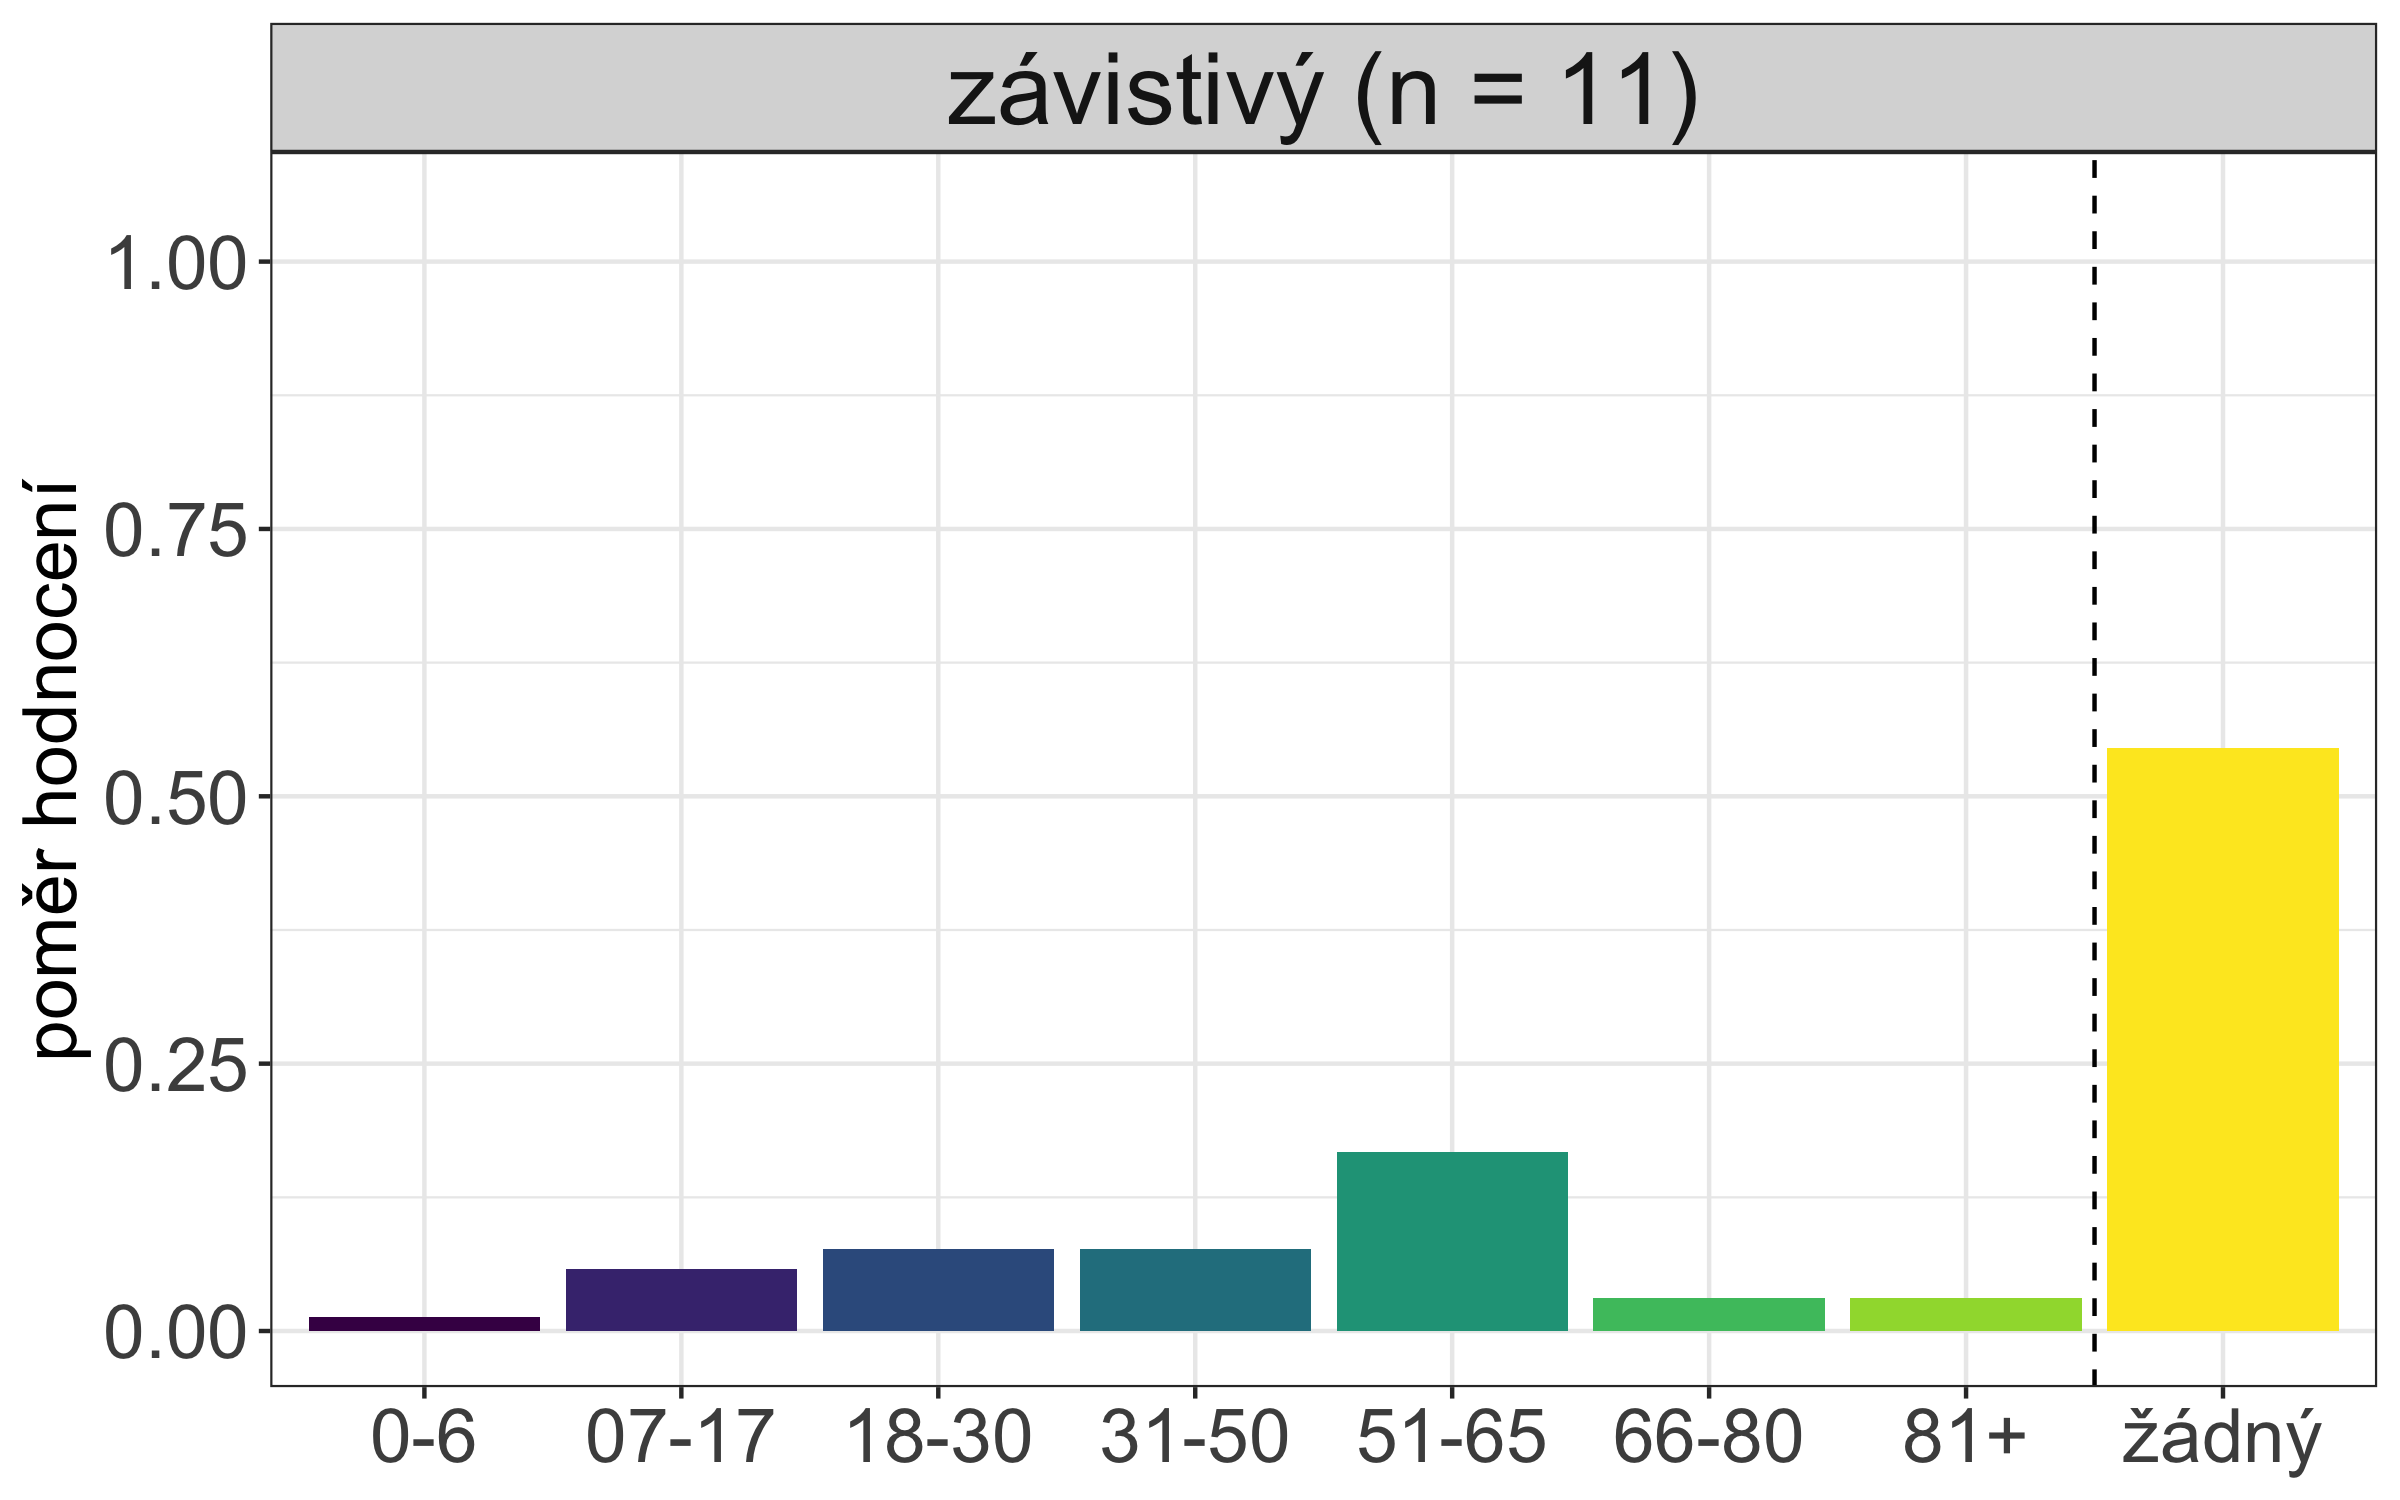 závistivý (n = 11)
poměr hodnocení
1.00
0.75
0.50
0.25
0.00
0-6 07-17 18-30 31-50 51-65 66-80 81+ žádný